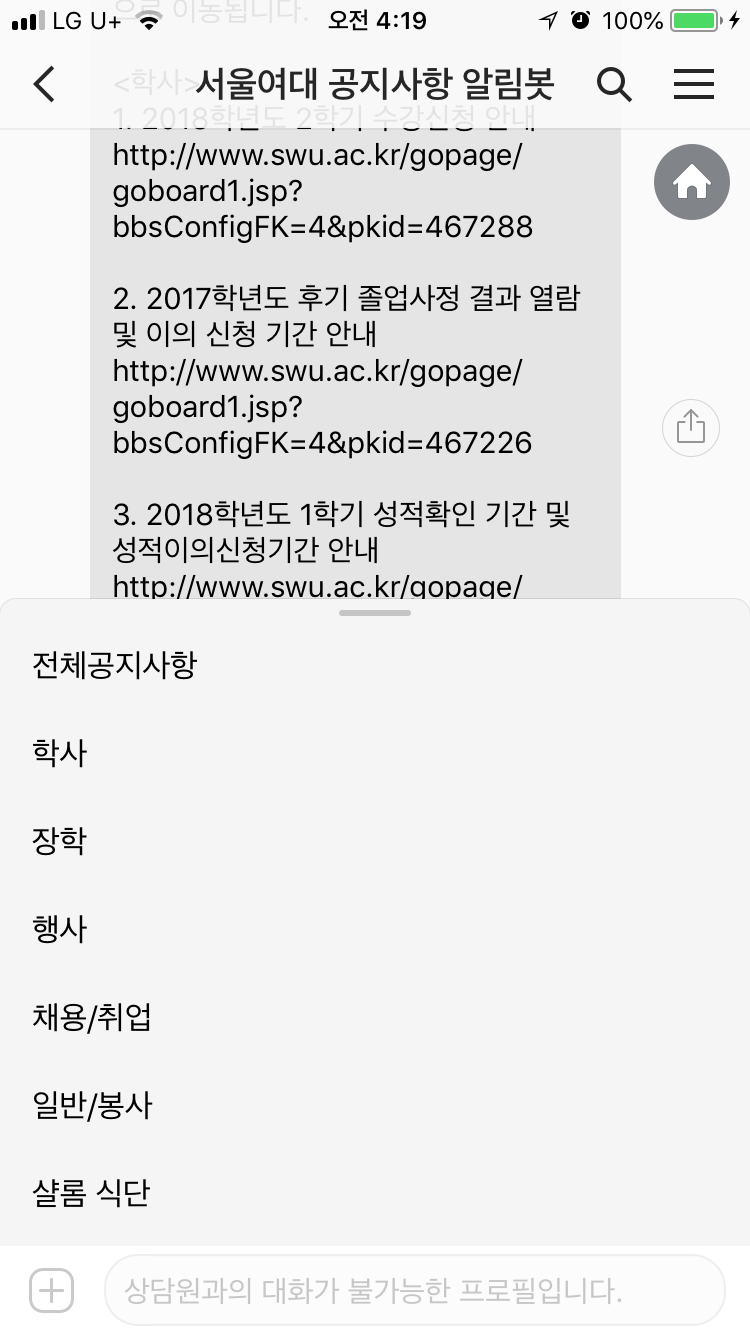 LG U+ 오전 4:19 100%
으로 이동됩니다.
서울여대 공지사항 알림봇
<학사>
1. 2018학년도 2학기 수강신청 안내
http://www.swu.ac.kr/gopage/
goboard1.jsp?
bbsConfigFK=4&pkid=467288
2. 2017학년도 후기 졸업사정 결과 열람
및 이의 신청 기간 안내
http://www.swu.ac.kr/gopage/
goboard1.jsp?
bbsConfigFK=4&pkid=467226
3. 2018학년도 1학기 성적확인 기간 및
성적이의신청기간 안내
http://www.swu.ac.kr/gopage/
전체공지사항
학사
장학
행사
채용/취업
일반/봉사
샬롬 식단
상담원과의 대화가 불가능한 프로필입니다.